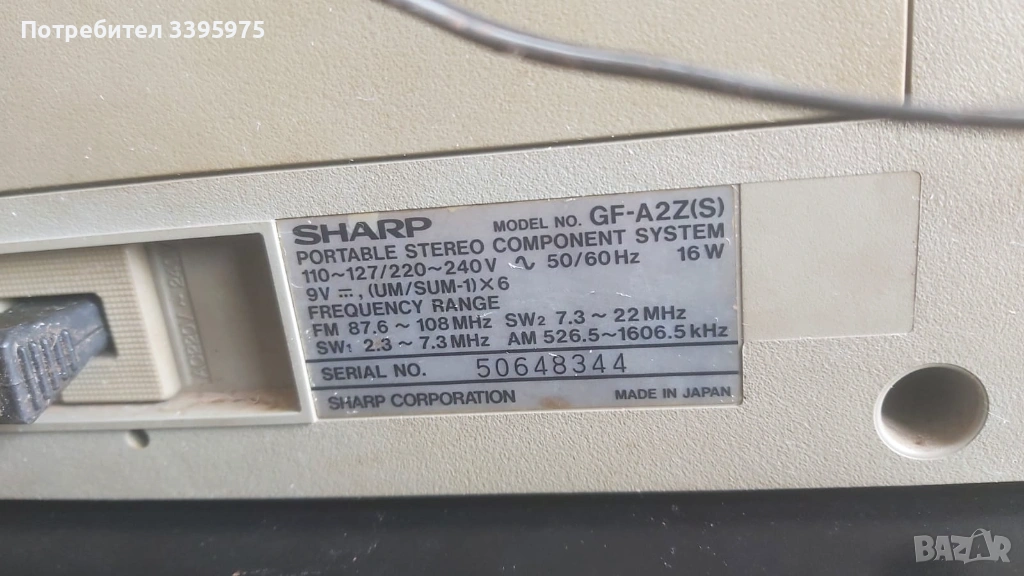 Потребител 3395975
SHARP MODEL NO. GF-A2Z(S)
PORTABLE STEREO COMPONENT SYSTEM
110~127/220~240V ∿ 50/60Hz 16W
9V ⎓, (UM/SUM-1)×6
FREQUENCY RANGE
FM 87.6 ~ 108MHz SW2 7.3 ~ 22MHz
SW1 2.3 ~ 7.3MHz AM 526.5~1606.5kHz
SERIAL NO. 50648344
SHARP CORPORATION MADE IN JAPAN
BAZAR